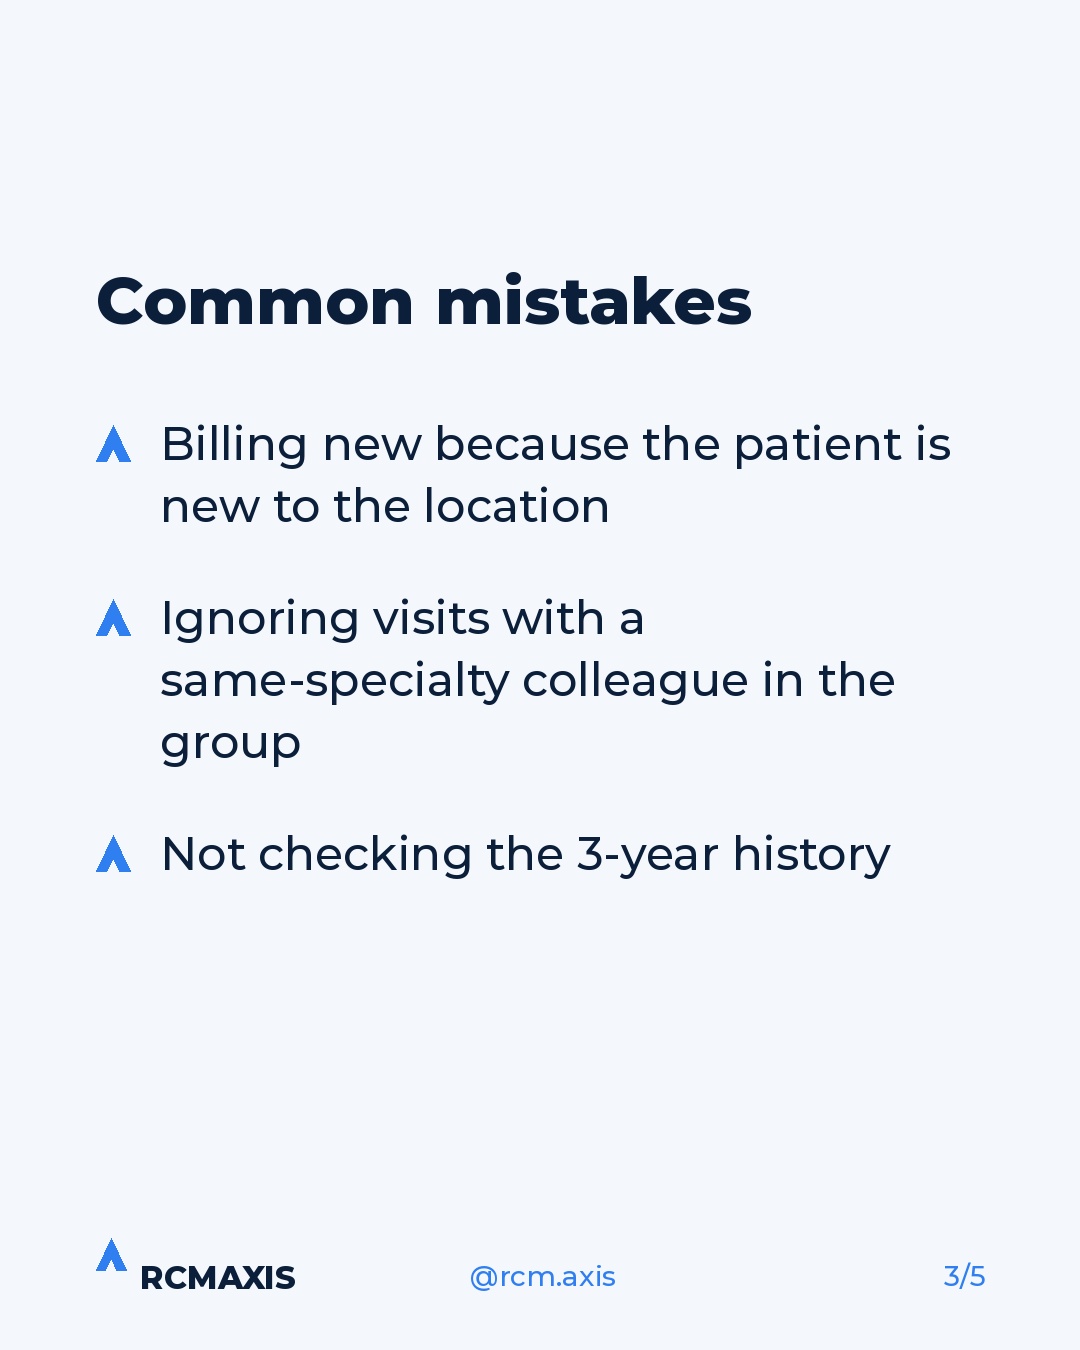 Common mistakes
Billing new because the patient is
new to the location
Ignoring visits with a
same-specialty colleague in the
group
Not checking the 3-year history
RCMAXIS
@rcm.axis
3/5